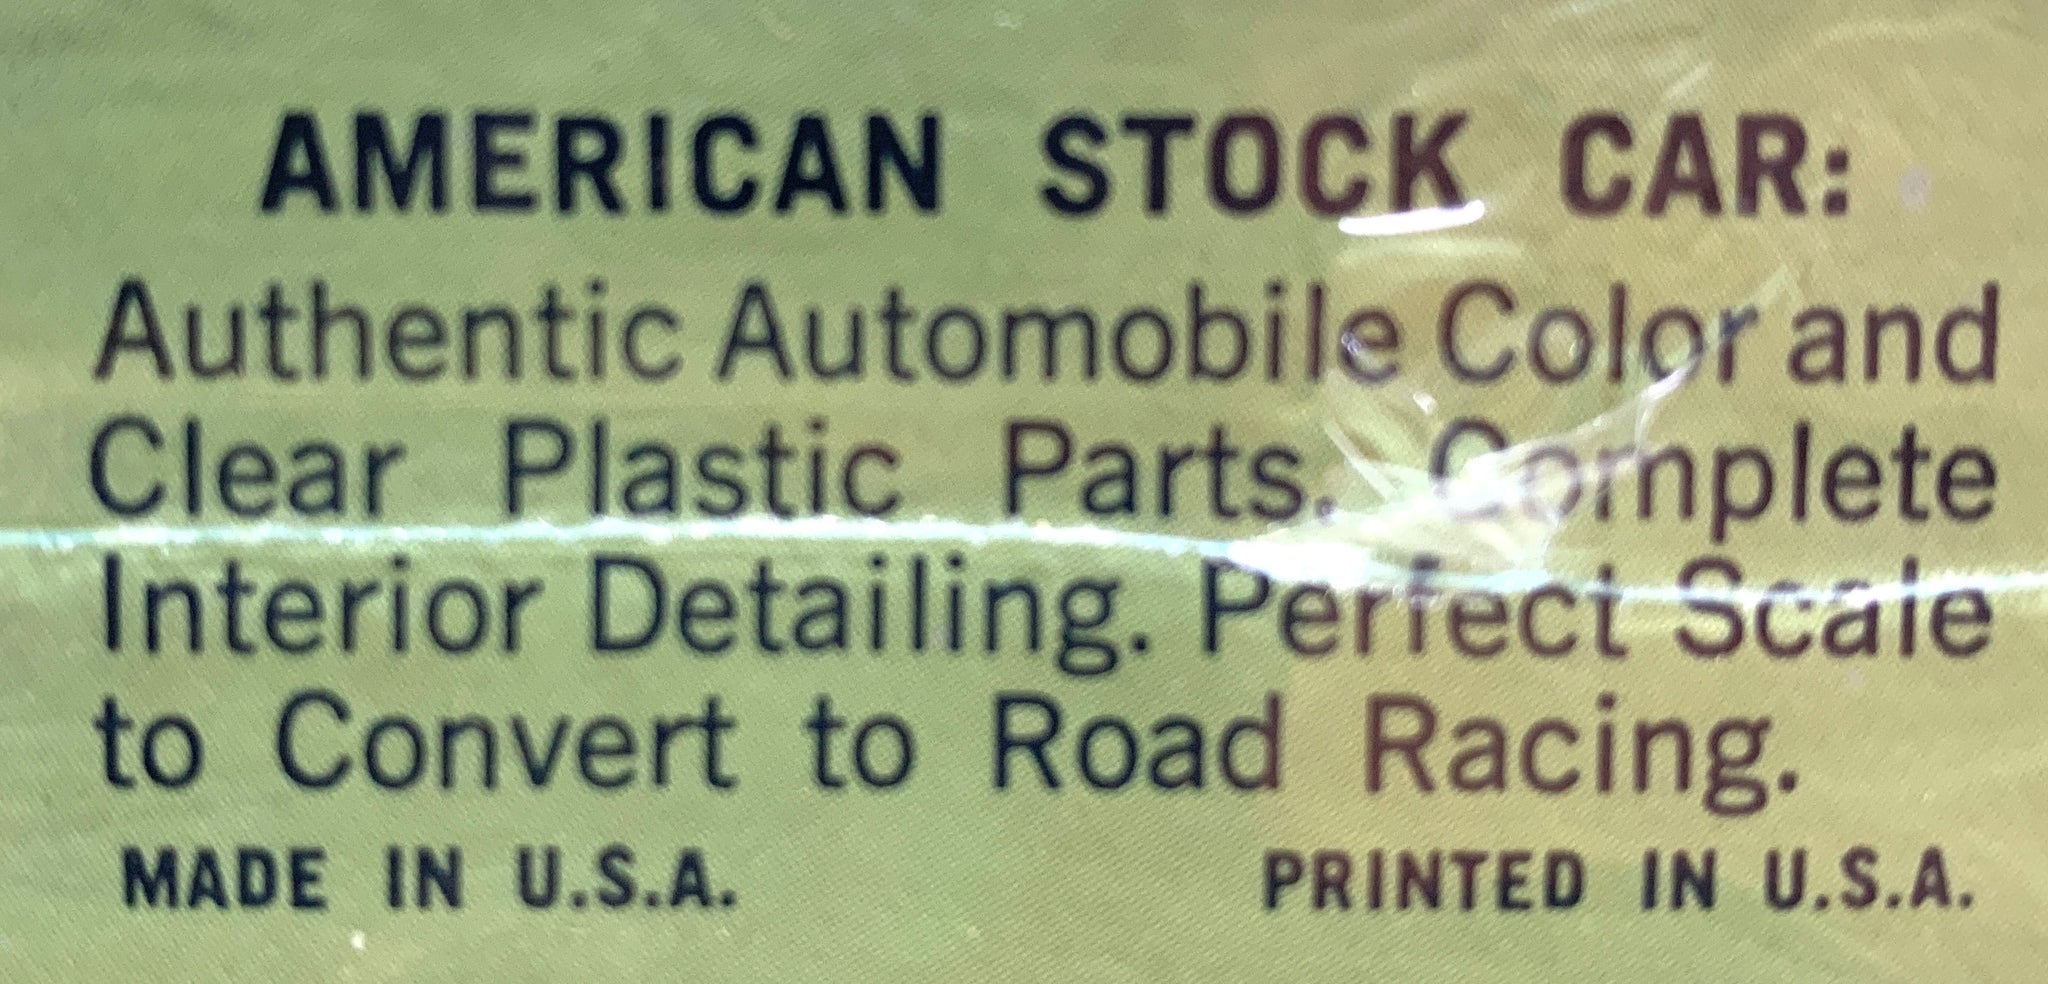 AMERICAN STOCK CAR:
Authentic Automobile Color and
Clear Plastic Parts. Complete
Interior Detailing. Perfect Scale
to Convert to Road Racing.
MADE IN U.S.A. PRINTED IN U.S.A.